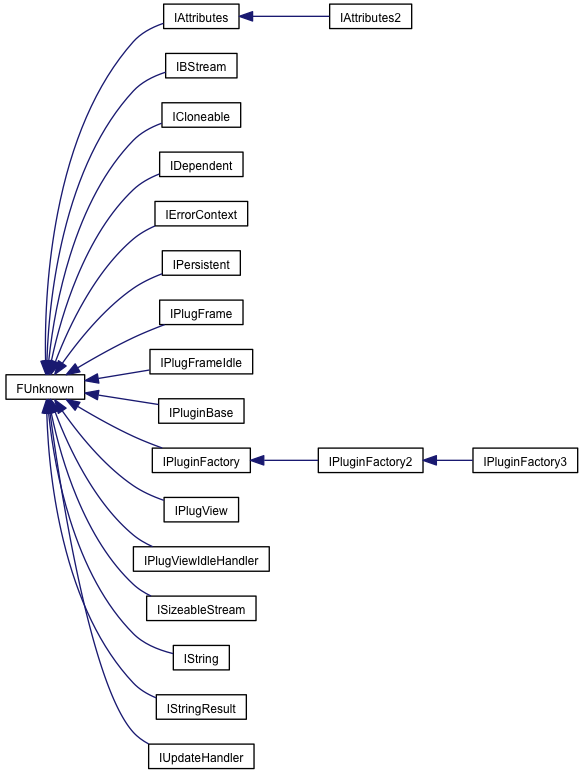 IAttributes
IAttributes2
IBStream
ICloneable
IDependent
IErrorContext
IPersistent
IPlugFrame
IPlugFrameIdle
FUnknown
IPluginBase
IPluginFactory
IPluginFactory2
IPluginFactory3
IPlugView
IPlugViewIdleHandler
ISizeableStream
IString
IStringResult
IUpdateHandler